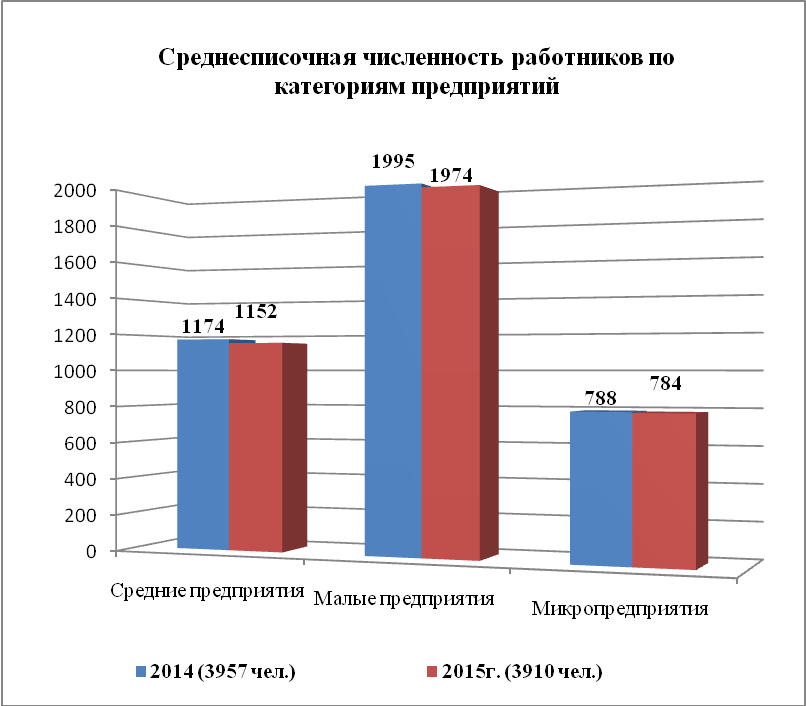 Среднесписочная численность работников по
категориям предприятий
1995
1974
1174
1152
788
784
2000
1800
1600
1400
1200
1000
800
600
400
200
0
Средние предприятия
Малые предприятия
Микропредприятия
2014 (3957 чел.)
2015г. (3910 чел.)